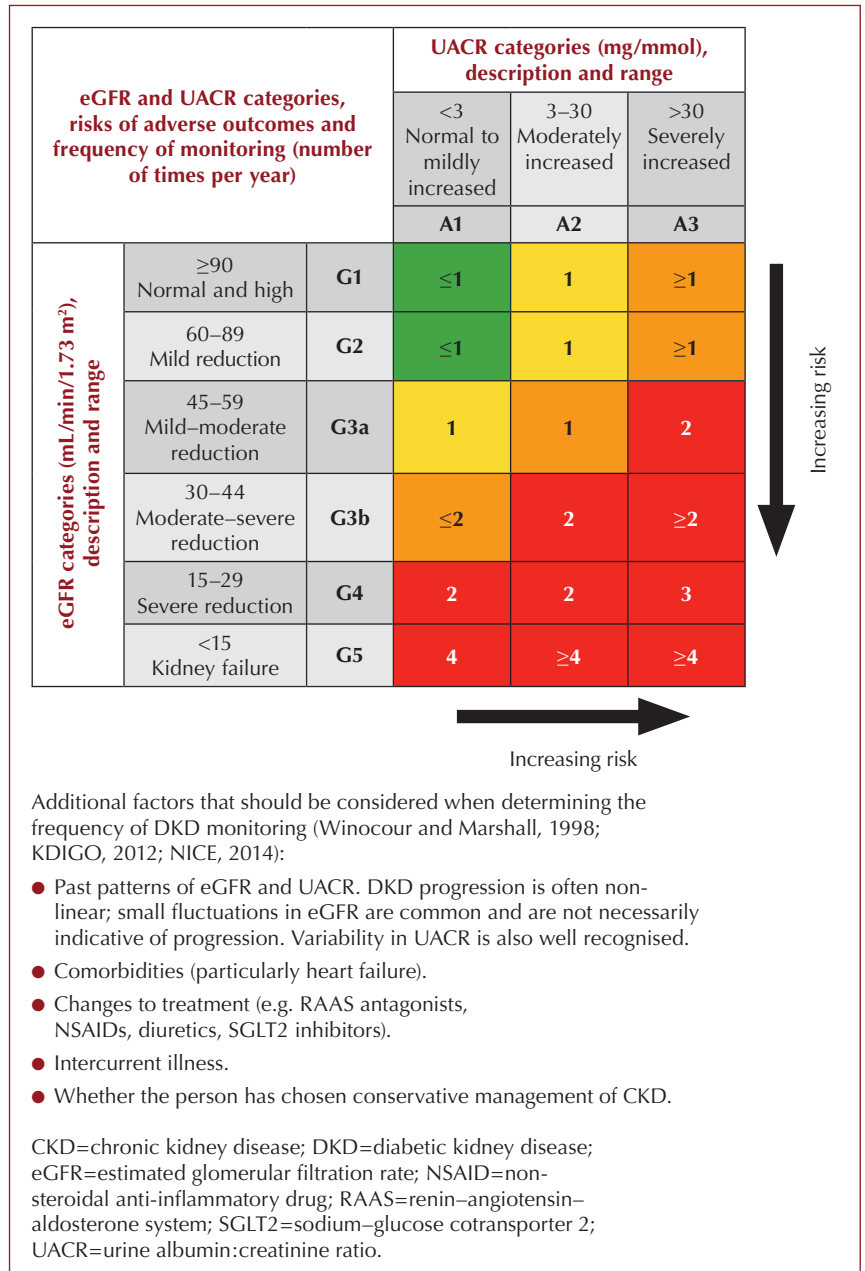 eGFR and UACR categories,
risks of adverse outcomes and
frequency of monitoring (number
of times per year)
UACR categories (mg/mmol),
description and range
<3
Normal to
mildly
increased
3–30
Moderately
increased
>30
Severely
increased
A1
A2
A3
eGFR categories (mL/min/1.73 m²),
description and range
≥90
Normal and high
G1
≤1
1
≥1
60–89
Mild reduction
G2
≤1
1
≥1
45–59
Mild–moderate
reduction
G3a
1
1
2
30–44
Moderate–severe
reduction
G3b
≤2
2
≥2
15–29
Severe reduction
G4
2
2
3
<15
Kidney failure
G5
4
≥4
≥4
Increasing risk
Increasing risk
Additional factors that should be considered when determining the
frequency of DKD monitoring (Winocour and Marshall, 1998;
KDIGO, 2012; NICE, 2014):
● Past patterns of eGFR and UACR. DKD progression is often non-
linear; small fluctuations in eGFR are common and are not necessarily
indicative of progression. Variability in UACR is also well recognised.
● Comorbidities (particularly heart failure).
● Changes to treatment (e.g. RAAS antagonists,
NSAIDs, diuretics, SGLT2 inhibitors).
● Intercurrent illness.
● Whether the person has chosen conservative management of CKD.
CKD=chronic kidney disease; DKD=diabetic kidney disease;
eGFR=estimated glomerular filtration rate; NSAID=non-
steroidal anti-inflammatory drug; RAAS=renin–angiotensin–
aldosterone system; SGLT2=sodium–glucose cotransporter 2;
UACR=urine albumin:creatinine ratio.